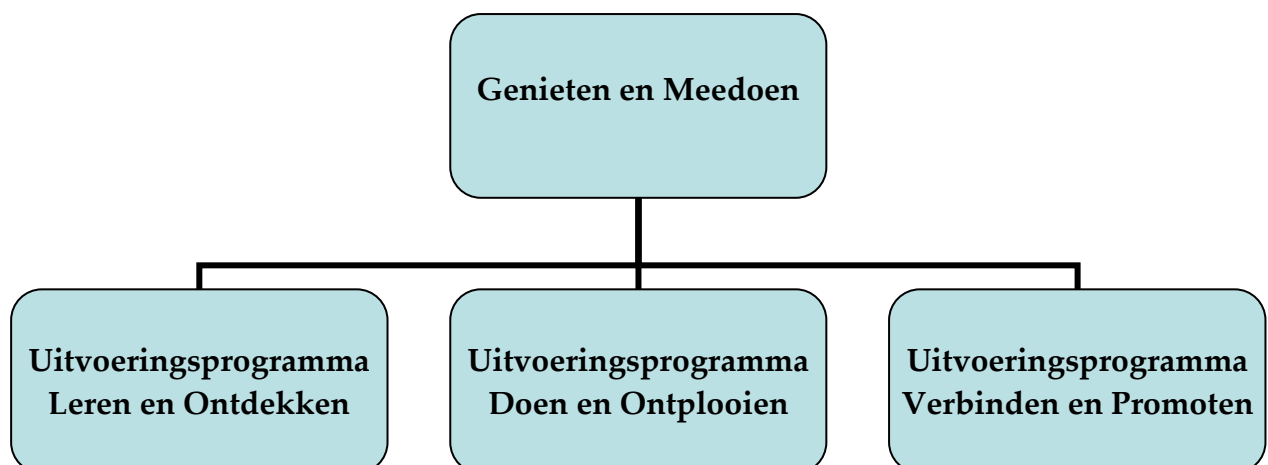 Genieten en Meedoen
Uitvoeringsprogramma
Leren en Ontdekken
Uitvoeringsprogramma
Doen en Ontplooien
Uitvoeringsprogramma
Verbinden en Promoten